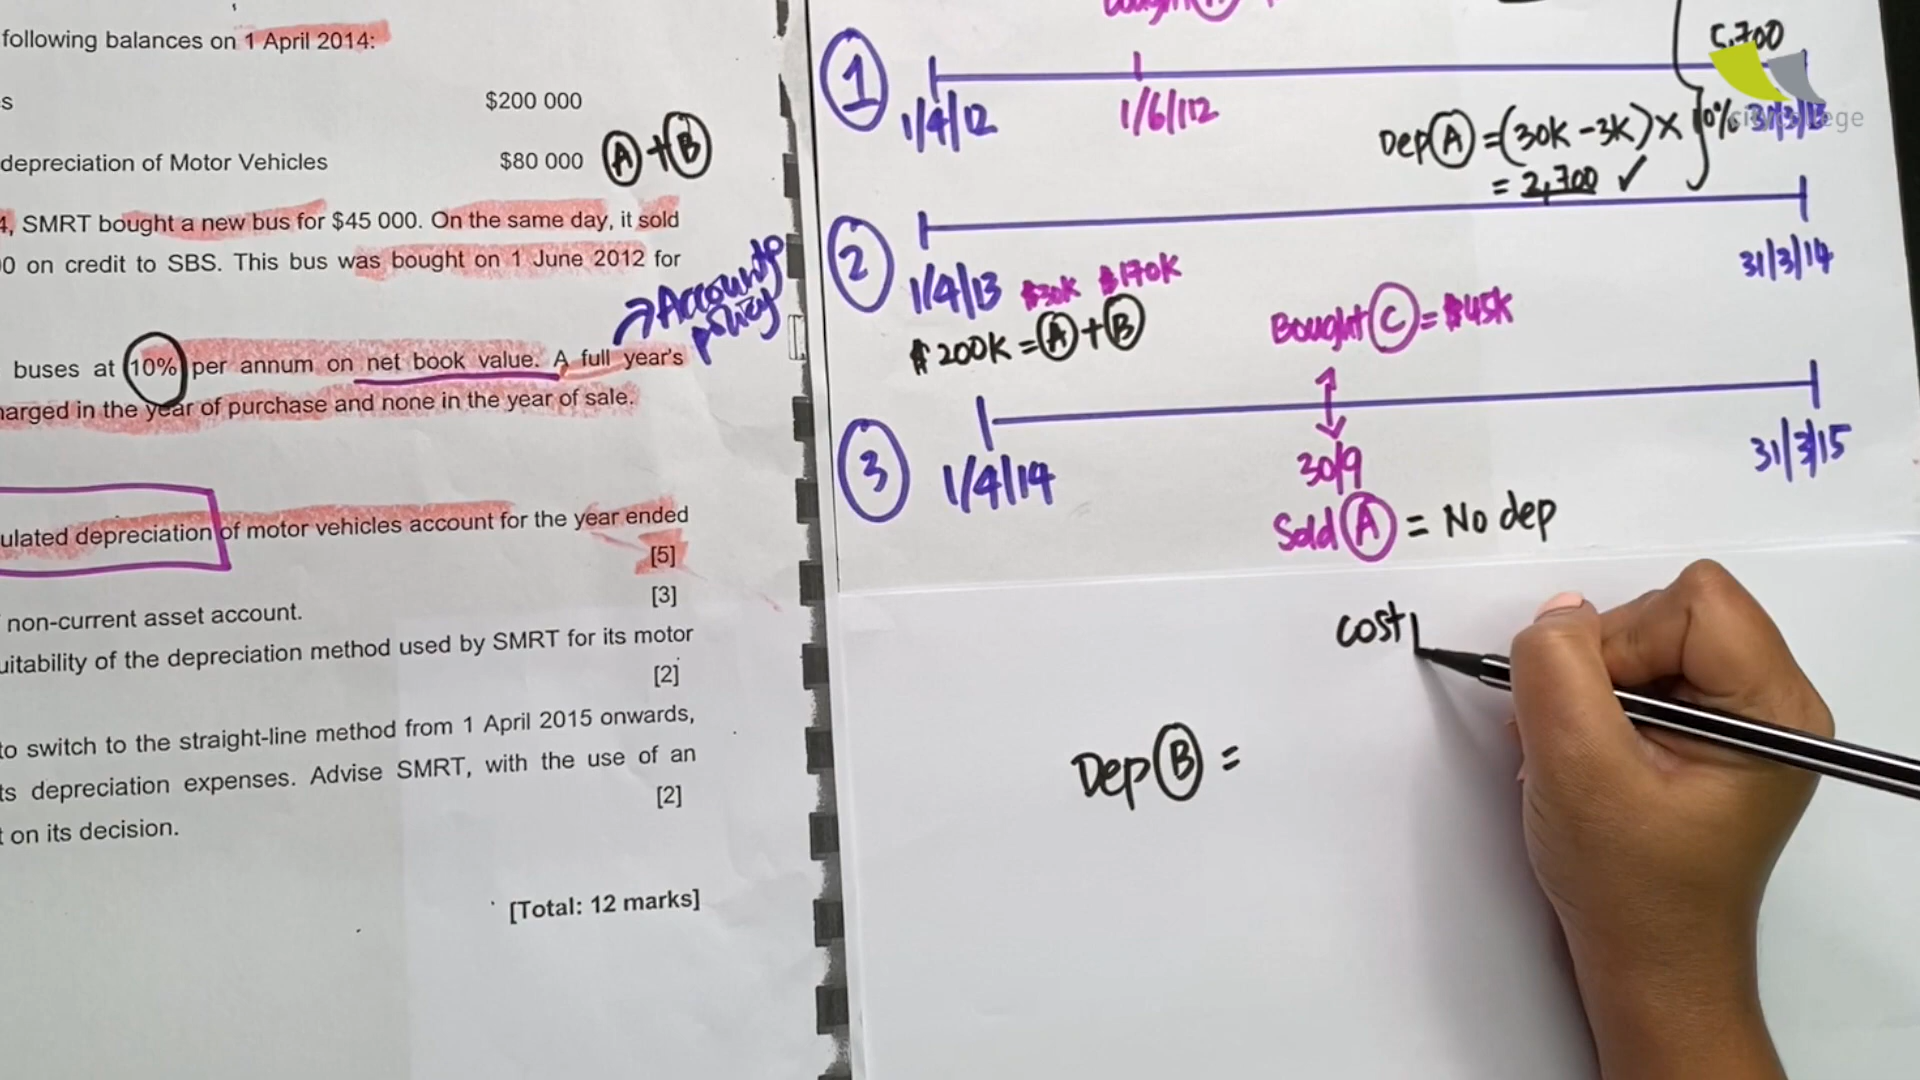 following balances on 1 April 2014:
s $200 000
depreciation of Motor Vehicles $80 000 A + B
4, SMRT bought a new bus for $45 000. On the same day, it sold
0 on credit to SBS. This bus was bought on 1 June 2012 for
→ Accounts policy
buses at 10% per annum on net book value. A full year's
harged in the year of purchase and none in the year of sale.
ulated depreciation of motor vehicles account for the year ended
[5]
[3]
non-current asset account.
uitability of the depreciation method used by SMRT for its motor
[2]
to switch to the straight-line method from 1 April 2015 onwards,
ts depreciation expenses. Advise SMRT, with the use of an
[2]
t on its decision.
[Total: 12 marks]
5,700
1
1/4/12 1/6/112
city college
Dep A = (30K - 3K) x 10%
= 2,700 ✓
2
1/4/13 $30K $170K 31/3/14
$200K = A + B
Bought C = $45K
3
1/4/14 30/9 31/3/15
Sold A = No dep
cost
Dep B =